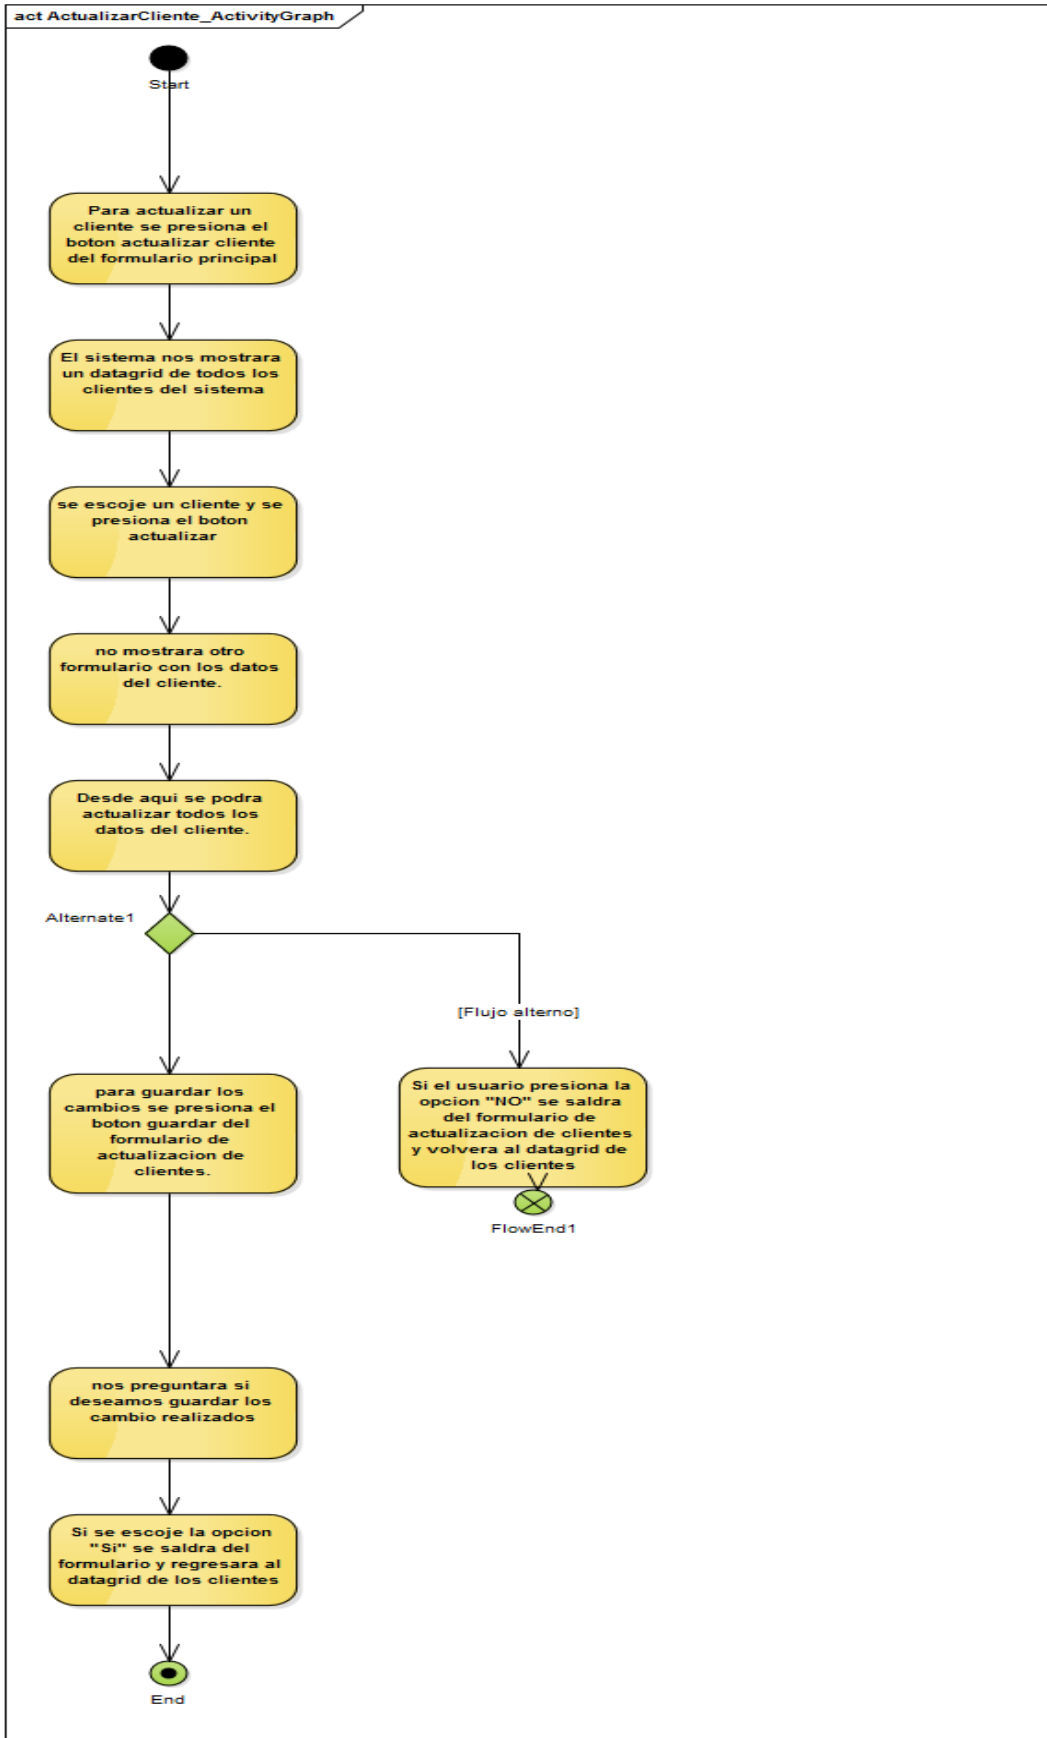 act ActualizarCliente_ActivityGraph
Start
Para actualizar un
cliente se presiona el
boton actualizar cliente
del formulario principal
El sistema nos mostrara
un datagrid de todos los
clientes del sistema
se escoje un cliente y se
presiona el boton
actualizar
no mostrara otro
formulario con los datos
del cliente.
Desde aqui se podra
actualizar todos los
datos del cliente.
Alternate1
[Flujo alterno]
para guardar los
cambios se presiona el
boton guardar del
formulario de
actualizacion de
clientes.
Si el usuario presiona la
opcion "NO" se saldra
del formulario de
actualizacion de clientes
y volvera al datagrid de
los clientes
FlowEnd1
nos preguntara si
deseamos guardar los
cambio realizados
Si se escoje la opcion
"Si" se saldra del
formulario y regresara al
datagrid de los clientes
End